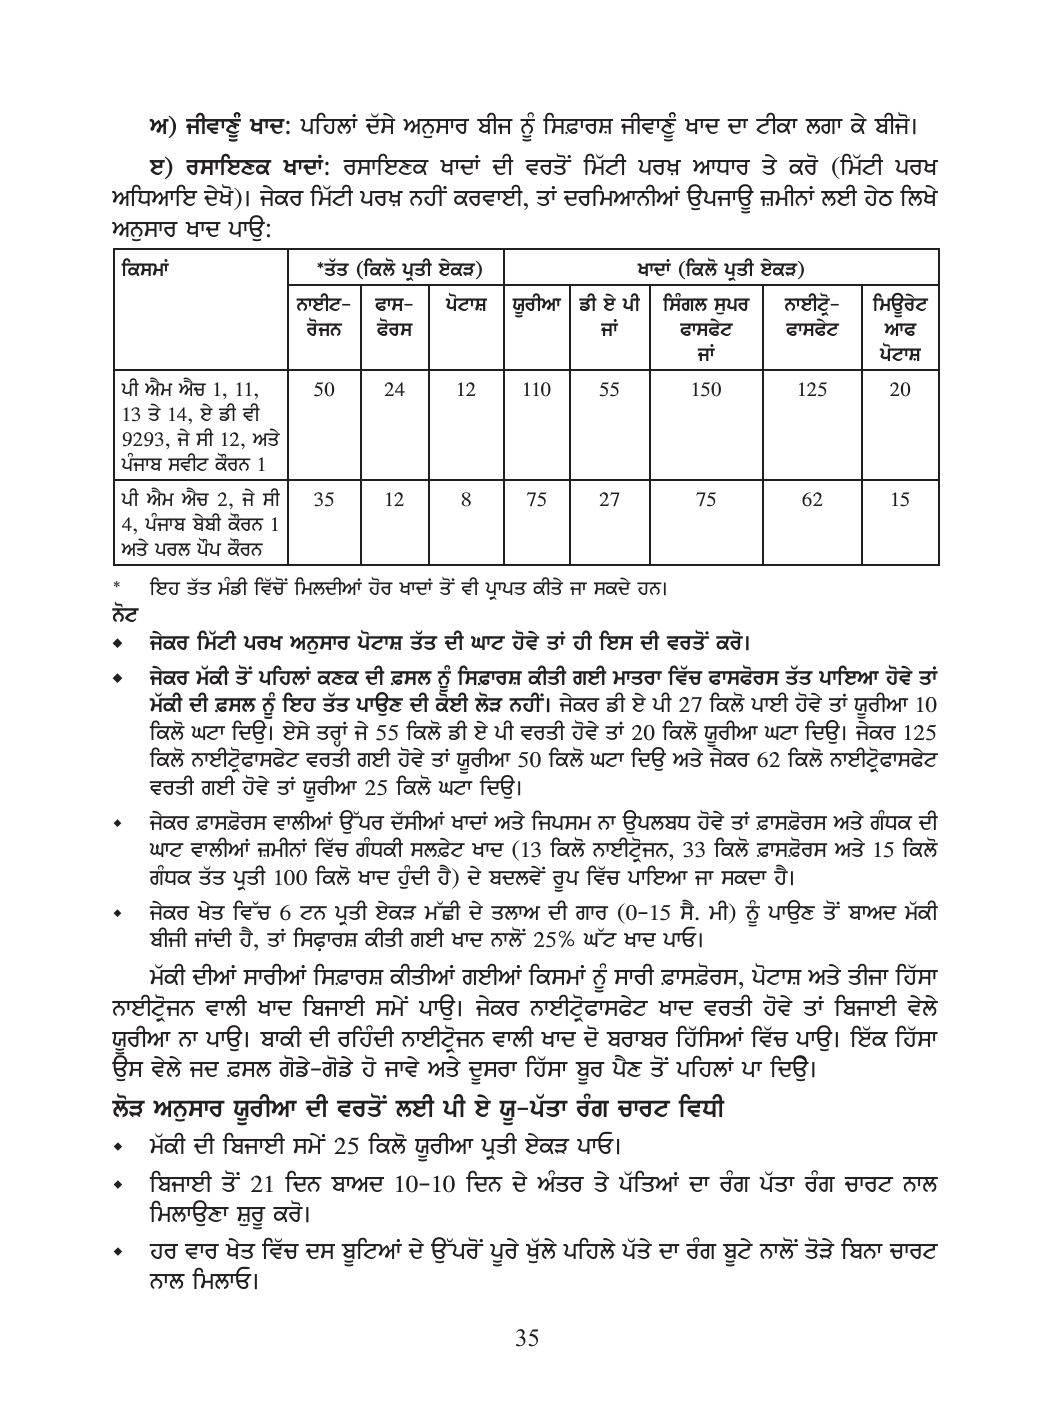 ਅ) ਜੀਵਾਣੂੰ ਖਾਦ: ਪਹਿਲਾਂ ਦੱਸੇ ਅਨੁਸਾਰ ਬੀਜ ਨੂੰ ਸਿਫ਼ਾਰਸ਼ ਜੀਵਾਣੂੰ ਖਾਦ ਦਾ ਟੀਕਾ ਲਗਾ ਕੇ ਬੀਜੋ।
ੲ) ਰਸਾਇਣਕ ਖਾਦਾਂ: ਰਸਾਇਣਕ ਖਾਦਾਂ ਦੀ ਵਰਤੋਂ ਮਿੱਟੀ ਪਰਖ਼ ਆਧਾਰ ਤੇ ਕਰੋ (ਮਿੱਟੀ ਪਰਖ
ਅਧਿਆਇ ਦੇਖੋ)। ਜੇਕਰ ਮਿੱਟੀ ਪਰਖ਼ ਨਹੀਂ ਕਰਵਾਈ, ਤਾਂ ਦਰਮਿਆਨੀਆਂ ਉਪਜਾਊ ਜ਼ਮੀਨਾਂ ਲਈ ਹੇਠ ਲਿਖੇ
ਅਨੁਸਾਰ ਖਾਦ ਪਾਉ:
ਕਿਸਮਾਂ *ਤੱਤ (ਕਿਲੋ ਪ੍ਰਤੀ ਏਕੜ) ਖਾਦਾਂ (ਕਿਲੋ ਪ੍ਰਤੀ ਏਕੜ)
ਨਾਈਟ- ਫਾਸ- ਪੋਟਾਸ਼ ਯੂਰੀਆ ਡੀ ਏ ਪੀ ਸਿੰਗਲ ਸੁਪਰ ਨਾਈਟ੍ਰੋ- ਮਿਊਰੇਟ
ਰੋਜਨ ਫੋਰਸ ਜਾਂ ਫਾਸਫੇਟ ਫਾਸਫੇਟ ਆਫ
ਜਾਂ ਪੋਟਾਸ਼
ਪੀ ਐਮ ਐਚ 1, 11, 50 24 12 110 55 150 125 20
13 ਤੇ 14, ਏ ਡੀ ਵੀ
9293, ਜੇ ਸੀ 12, ਅਤੇ
ਪੰਜਾਬ ਸਵੀਟ ਕੌਰਨ 1
ਪੀ ਐਮ ਐਚ 2, ਜੇ ਸੀ 35 12 8 75 27 75 62 15
4, ਪੰਜਾਬ ਬੇਬੀ ਕੌਰਨ 1
ਅਤੇ ਪਰਲ ਪੌਪ ਕੌਰਨ
* ਇਹ ਤੱਤ ਮੰਡੀ ਵਿੱਚੋਂ ਮਿਲਦੀਆਂ ਹੋਰ ਖਾਦਾਂ ਤੋਂ ਵੀ ਪ੍ਰਾਪਤ ਕੀਤੇ ਜਾ ਸਕਦੇ ਹਨ।
ਨੋਟ
◆ ਜੇਕਰ ਮਿੱਟੀ ਪਰਖ ਅਨੁਸਾਰ ਪੋਟਾਸ਼ ਤੱਤ ਦੀ ਘਾਟ ਹੋਵੇ ਤਾਂ ਹੀ ਇਸ ਦੀ ਵਰਤੋਂ ਕਰੋ।
◆ ਜੇਕਰ ਮੱਕੀ ਤੋਂ ਪਹਿਲਾਂ ਕਣਕ ਦੀ ਫ਼ਸਲ ਨੂੰ ਸਿਫ਼ਾਰਸ਼ ਕੀਤੀ ਗਈ ਮਾਤਰਾ ਵਿੱਚ ਫਾਸਫੋਰਸ ਤੱਤ ਪਾਇਆ ਹੋਵੇ ਤਾਂ
ਮੱਕੀ ਦੀ ਫ਼ਸਲ ਨੂੰ ਇਹ ਤੱਤ ਪਾਉਣ ਦੀ ਕੋਈ ਲੋੜ ਨਹੀਂ। ਜੇਕਰ ਡੀ ਏ ਪੀ 27 ਕਿਲੋ ਪਾਈ ਹੋਵੇ ਤਾਂ ਯੂਰੀਆ 10
ਕਿਲੋ ਘਟਾ ਦਿਉ। ਏਸੇ ਤਰ੍ਹਾਂ ਜੇ 55 ਕਿਲੋ ਡੀ ਏ ਪੀ ਵਰਤੀ ਹੋਵੇ ਤਾਂ 20 ਕਿਲੋ ਯੂਰੀਆ ਘਟਾ ਦਿਉ। ਜੇਕਰ 125
ਕਿਲੋ ਨਾਈਟ੍ਰੋਫਾਸਫੇਟ ਵਰਤੀ ਗਈ ਹੋਵੇ ਤਾਂ ਯੂਰੀਆ 50 ਕਿਲੋ ਘਟਾ ਦਿਉ ਅਤੇ ਜੇਕਰ 62 ਕਿਲੋ ਨਾਈਟ੍ਰੋਫਾਸਫੇਟ
ਵਰਤੀ ਗਈ ਹੋਵੇ ਤਾਂ ਯੂਰੀਆ 25 ਕਿਲੋ ਘਟਾ ਦਿਉ।
◆ ਜੇਕਰ ਫ਼ਾਸਫ਼ੋਰਸ ਵਾਲੀਆਂ ਉੱਪਰ ਦੱਸੀਆਂ ਖਾਦਾਂ ਅਤੇ ਜਿਪਸਮ ਨਾ ਉਪਲਬਧ ਹੋਵੇ ਤਾਂ ਫ਼ਾਸਫ਼ੋਰਸ ਅਤੇ ਗੰਧਕ ਦੀ
ਘਾਟ ਵਾਲੀਆਂ ਜ਼ਮੀਨਾਂ ਵਿੱਚ ਗੰਧਕੀ ਸਲਫ਼ੇਟ ਖਾਦ (13 ਕਿਲੋ ਨਾਈਟ੍ਰੋਜਨ, 33 ਕਿਲੋ ਫ਼ਾਸਫ਼ੋਰਸ ਅਤੇ 15 ਕਿਲੋ
ਗੰਧਕ ਤੱਤ ਪ੍ਰਤੀ 100 ਕਿਲੋ ਖਾਦ ਹੁੰਦੀ ਹੈ) ਦੇ ਬਦਲਵੇਂ ਰੂਪ ਵਿੱਚ ਪਾਇਆ ਜਾ ਸਕਦਾ ਹੈ।
◆ ਜੇਕਰ ਖੇਤ ਵਿੱਚ 6 ਟਨ ਪ੍ਰਤੀ ਏਕੜ ਮੱਛੀ ਦੇ ਤਲਾਅ ਦੀ ਗਾਰ (0-15 ਸੈ. ਮੀ) ਨੂੰ ਪਾਉਣ ਤੋਂ ਬਾਅਦ ਮੱਕੀ
ਬੀਜੀ ਜਾਂਦੀ ਹੈ, ਤਾਂ ਸਿਫ਼ਾਰਸ਼ ਕੀਤੀ ਗਈ ਖਾਦ ਨਾਲੋਂ 25% ਘੱਟ ਖਾਦ ਪਾਓ।
ਮੱਕੀ ਦੀਆਂ ਸਾਰੀਆਂ ਸਿਫ਼ਾਰਸ਼ ਕੀਤੀਆਂ ਗਈਆਂ ਕਿਸਮਾਂ ਨੂੰ ਸਾਰੀ ਫ਼ਾਸਫ਼ੋਰਸ, ਪੋਟਾਸ਼ ਅਤੇ ਤੀਜਾ ਹਿੱਸਾ
ਨਾਈਟ੍ਰੋਜਨ ਵਾਲੀ ਖਾਦ ਬਿਜਾਈ ਸਮੇਂ ਪਾਉ। ਜੇਕਰ ਨਾਈਟ੍ਰੋਫਾਸਫੇਟ ਖਾਦ ਵਰਤੀ ਹੋਵੇ ਤਾਂ ਬਿਜਾਈ ਵੇਲੇ
ਯੂਰੀਆ ਨਾ ਪਾਉ। ਬਾਕੀ ਦੀ ਰਹਿੰਦੀ ਨਾਈਟ੍ਰੋਜਨ ਵਾਲੀ ਖਾਦ ਦੋ ਬਰਾਬਰ ਹਿੱਸਿਆਂ ਵਿੱਚ ਪਾਉ। ਇੱਕ ਹਿੱਸਾ
ਉਸ ਵੇਲੇ ਜਦ ਫ਼ਸਲ ਗੋਡੇ-ਗੋਡੇ ਹੋ ਜਾਵੇ ਅਤੇ ਦੂਸਰਾ ਹਿੱਸਾ ਬੂਰ ਪੈਣ ਤੋਂ ਪਹਿਲਾਂ ਪਾ ਦਿਉ।
ਲੋੜ ਅਨੁਸਾਰ ਯੂਰੀਆ ਦੀ ਵਰਤੋਂ ਲਈ ਪੀ ਏ ਯੂ-ਪੱਤਾ ਰੰਗ ਚਾਰਟ ਵਿਧੀ
◆ ਮੱਕੀ ਦੀ ਬਿਜਾਈ ਸਮੇਂ 25 ਕਿਲੋ ਯੂਰੀਆ ਪ੍ਰਤੀ ਏਕੜ ਪਾਓ।
◆ ਬਿਜਾਈ ਤੋਂ 21 ਦਿਨ ਬਾਅਦ 10-10 ਦਿਨ ਦੇ ਅੰਤਰ ਤੇ ਪੱਤਿਆਂ ਦਾ ਰੰਗ ਪੱਤਾ ਰੰਗ ਚਾਰਟ ਨਾਲ
ਮਿਲਾਉਣਾ ਸ਼ੁਰੂ ਕਰੋ।
◆ ਹਰ ਵਾਰ ਖੇਤ ਵਿੱਚ ਦਸ ਬੂਟਿਆਂ ਦੇ ਉੱਪਰੋਂ ਪੂਰੇ ਖੁੱਲੇ ਪਹਿਲੇ ਪੱਤੇ ਦਾ ਰੰਗ ਬੂਟੇ ਨਾਲੋਂ ਤੋੜੇ ਬਿਨਾ ਚਾਰਟ
ਨਾਲ ਮਿਲਾਓ।
35